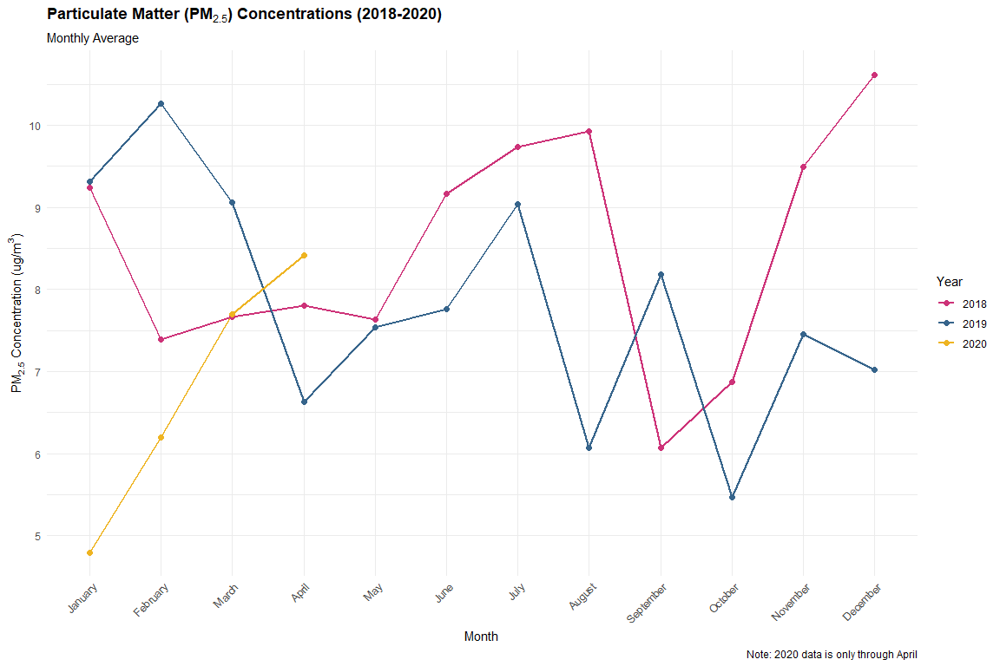 Particulate Matter (PM2.5) Concentrations (2018-2020)
Monthly Average
PM2.5 Concentration (ug/m3)
10
9
8
7
6
5
January
February
March
April
May
June
July
August
September
October
November
December
Month
Year
2018
2019
2020
Note: 2020 data is only through April